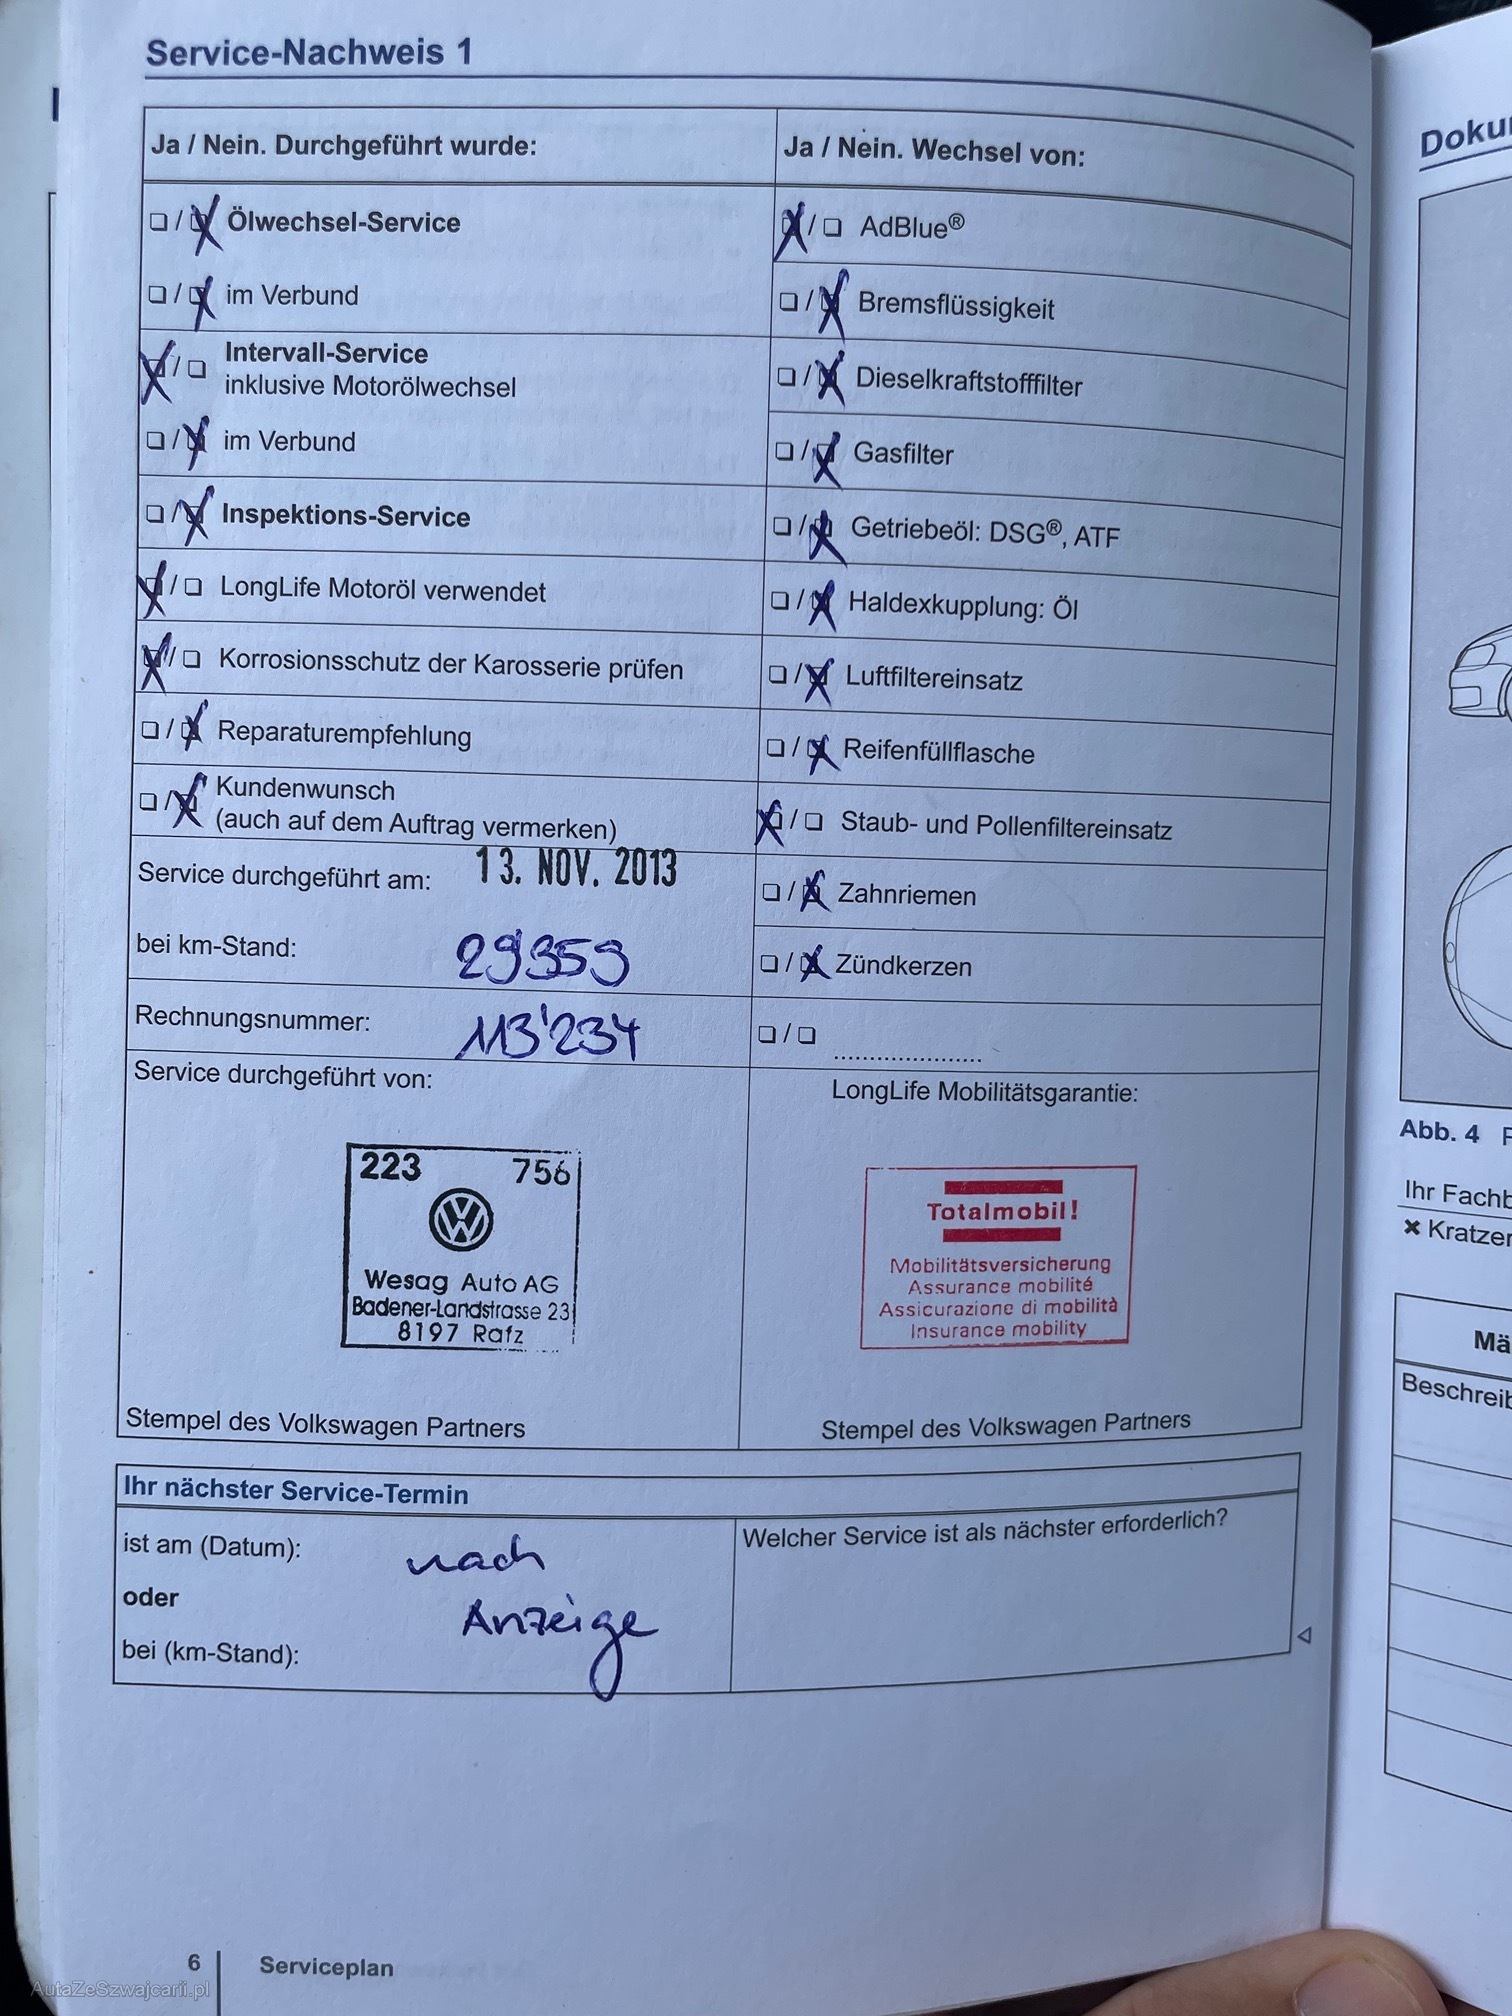 Service-Nachweis 1
Ja / Nein. Durchgeführt wurde:
Ölwechsel-Service
im Verbund
Intervall-Service
inklusive Motorölwechsel
im Verbund
Inspektions-Service
LongLife Motoröl verwendet
Korrosionsschutz der Karosserie prüfen
Reparaturempfehlung
Kundenwunsch
(auch auf dem Auftrag vermerken)
Service durchgeführt am: 13. NOV. 2013
bei km-Stand: 29359
Rechnungsnummer: 113'234
Ja / Nein. Wechsel von:
AdBlue®
Bremsflüssigkeit
Dieselkraftstofffilter
Gasfilter
Getriebeöl: DSG®, ATF
Haldexkupplung: Öl
Luftfiltereinsatz
Reifenfüllflasche
Staub- und Pollenfiltereinsatz
Zahnriemen
Zündkerzen
Service durchgeführt von:
223 756
Wesag Auto AG
Badener-Landstrasse 23
8197 Rafz
Stempel des Volkswagen Partners
LongLife Mobilitätsgarantie:
Totalmobil!
Mobilitätsversicherung
Assurance mobilité
Assicurazione di mobilità
Insurance mobility
Stempel des Volkswagen Partners
Ihr nächster Service-Termin
ist am (Datum): nach
oder Anzeige
bei (km-Stand):
Welcher Service ist als nächster erforderlich?
6 Serviceplan
AutaZeSzwajcarii.pl
Abb. 4
Ihr
Kratzer